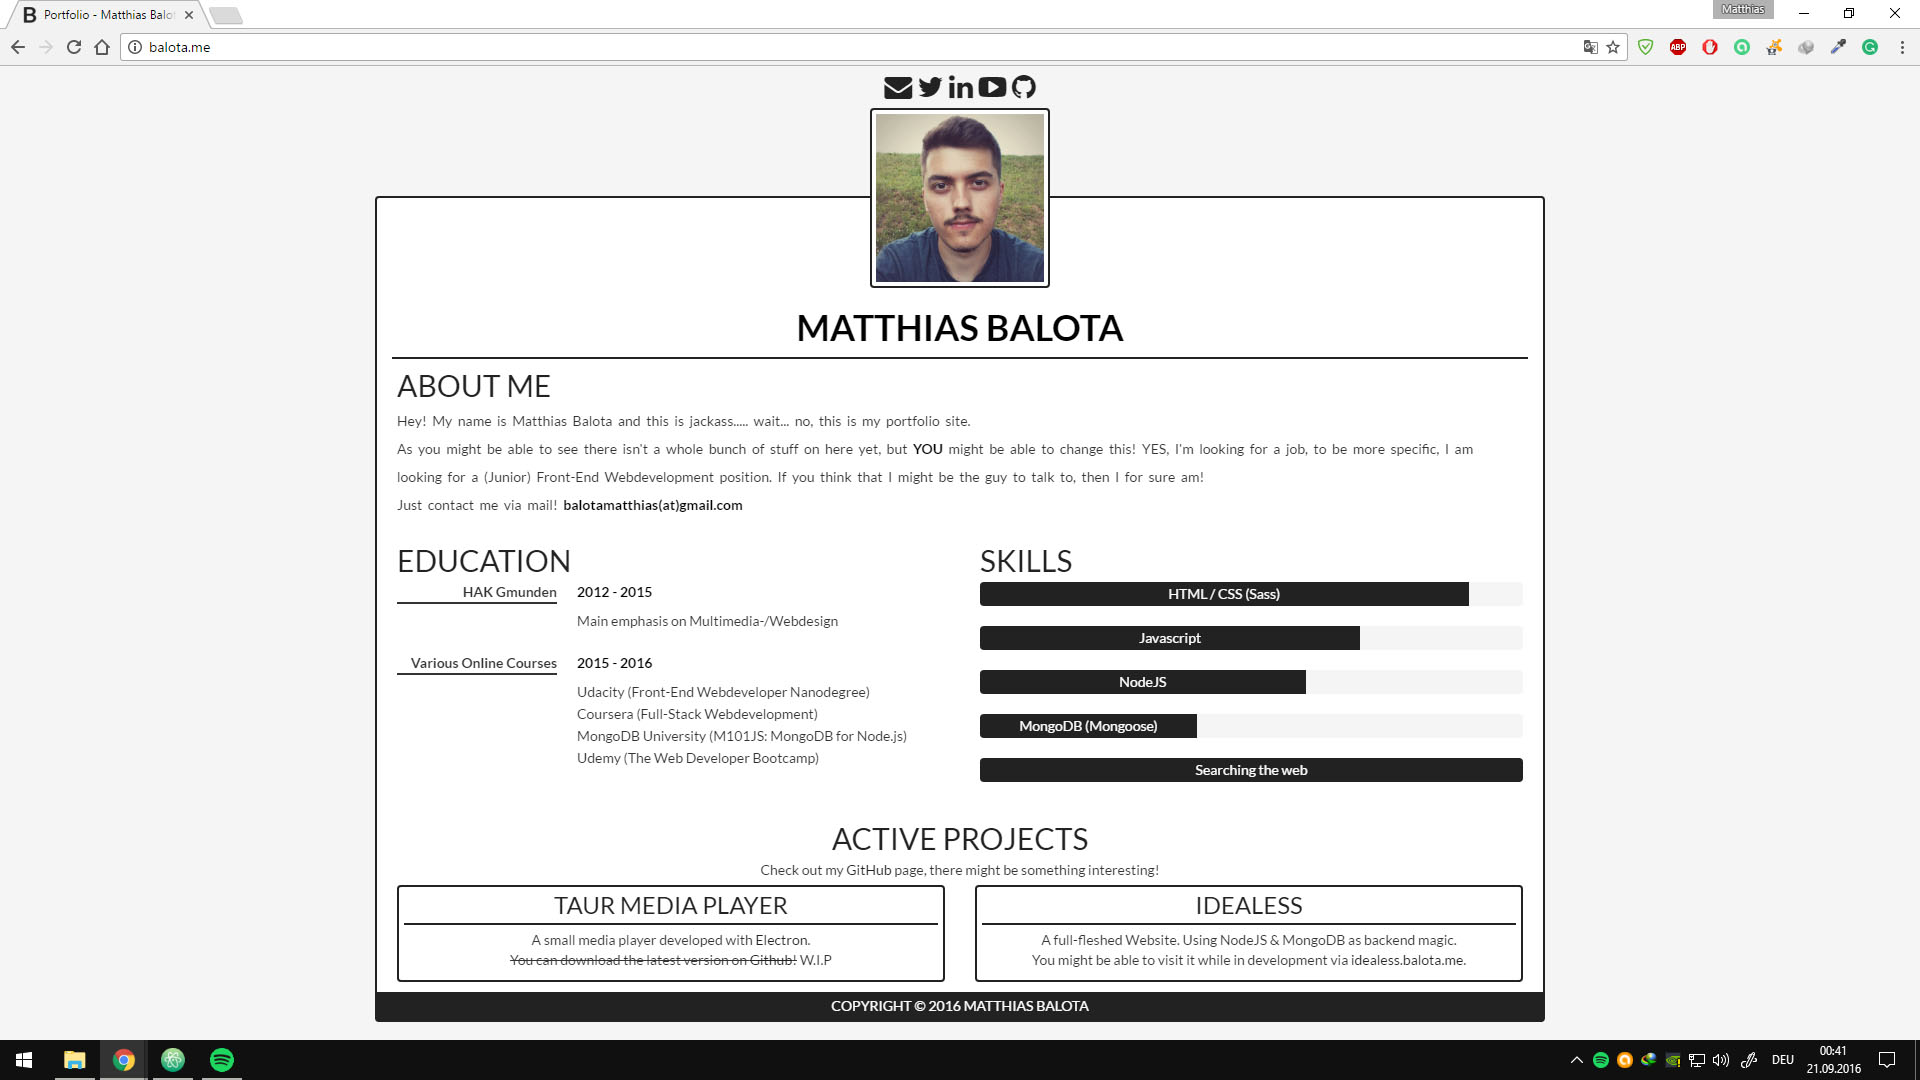 B Portfolio - Matthias Balot
Matthias
balota.me
ABP
MATTHIAS BALOTA
ABOUT ME
Hey! My name is Matthias Balota and this is jackass..... wait... no, this is my portfolio site.
As you might be able to see there isn't a whole bunch of stuff on here yet, but YOU might be able to change this! YES, I'm looking for a job, to be more specific, I am
looking for a (Junior) Front-End Webdevelopment position. If you think that I might be the guy to talk to, then I for sure am!
Just contact me via mail! balotamatthias(at)gmail.com
EDUCATION
HAK Gmunden 2012 - 2015
Main emphasis on Multimedia-/Webdesign
Various Online Courses 2015 - 2016
Udacity (Front-End Webdeveloper Nanodegree)
Coursera (Full-Stack Webdevelopment)
MongoDB University (M101JS: MongoDB for Node.js)
Udemy (The Web Developer Bootcamp)
SKILLS
HTML / CSS (Sass)
Javascript
NodeJS
MongoDB (Mongoose)
Searching the web
ACTIVE PROJECTS
Check out my GitHub page, there might be something interesting!
TAUR MEDIA PLAYER
A small media player developed with Electron.
You can download the latest version on Github! W.I.P
IDEALESS
A full-fleshed Website. Using NodeJS & MongoDB as backend magic.
You might be able to visit it while in development via idealess.balota.me.
COPYRIGHT © 2016 MATTHIAS BALOTA
DEU
00:41
21.09.2016